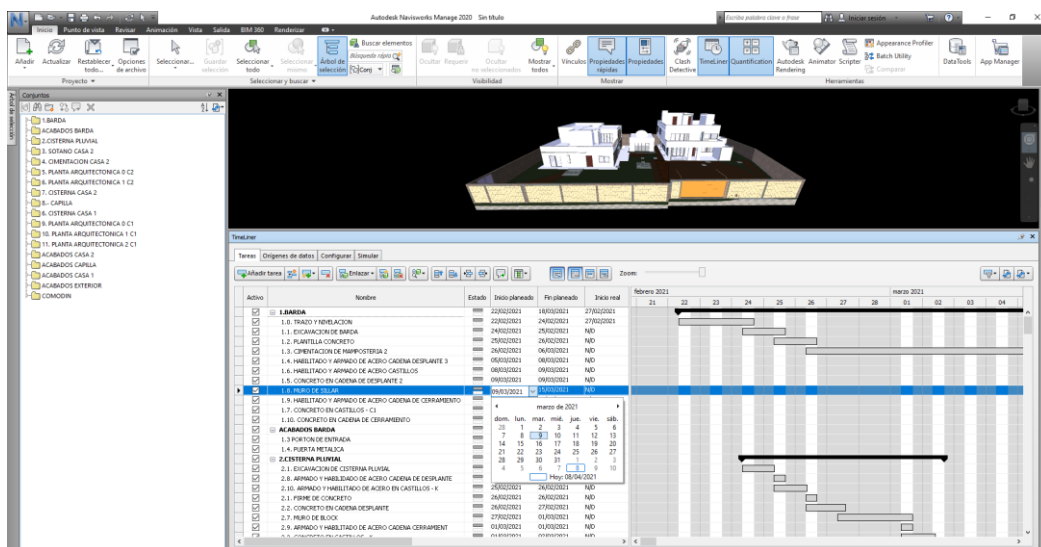 Autodesk Navisworks Manage 2020 Sin título
Escriba palabra clave o frase
Iniciar sesión
Inicio Punto de vista Revisar Animación Vista Salida BIM 360 Renderizar
Añadir Actualizar Restablecer todo... Opciones de archivo
Seleccionar... Guardar selección Seleccionar todo Seleccionar mismo Árbol de selección
Buscar elementos
Búsqueda rápida
Conj
Ocultar Requerir Ocultar no seleccionados Mostrar todos
Vínculos Propiedades rápidas Propiedades
Clash Detective TimeLiner Quantification Autodesk Rendering Animator Scripter
Appearance Profiler
Batch Utility
Comparar
DataTools App Manager
Proyecto Seleccionar y buscar Visibilidad Mostrar Herramientas
Árbol de selección
Conjuntos
1.BARDA
ACABADOS BARDA
2.CISTERNA PLUVIAL
3. SOTANO CASA 2
4. CIMENTACION CASA 2
5. PLANTA ARQUITECTONICA 0 C2
6. PLANTA ARQUITECTONICA 1 C2
7. CISTERNA CASA 2
8.- CAPILLA
6. CISTERNA CASA 1
9. PLANTA ARQUITECTONICA 0 C1
10. PLANTA ARQUITECTONICA 1 C1
11. PLANTA ARQUITECTONICA 2 C1
ACABADOS CASA 2
ACABADOS CAPILLA
ACABADOS CASA 1
ACABADOS EXTERIOR
COMODIN
TimeLiner
Tareas Orígenes de datos Configurar Simular
Añadir tarea Enlazar Zoom:
Activo Nombre Estado Inicio planeado Fin planeado Inicio real
febrero 2021 marzo 2021
21 22 23 24 25 26 27 28 01 02 03 04
1.BARDA 22/02/2021 18/03/2021 27/02/2021
1.0. TRAZO Y NIVELACION 22/02/2021 24/02/2021 27/02/2021
1.1. EXCAVACION DE BARDA 24/02/2021 25/02/2021 N/D
1.2. PLANTILLA CONCRETO 25/02/2021 26/02/2021 N/D
1.3. CIMENTACION DE MAMPOSTERIA 2 26/02/2021 06/03/2021 N/D
1.4. HABILITADO Y ARMADO DE ACERO CADENA DESPLANTE 3 05/03/2021 08/03/2021 N/D
1.6. HABILITADO Y ARMADO DE ACERO CASTILLOS 08/03/2021 09/03/2021 N/D
1.5. CONCRETO EN CADENA DE DESPLANTE 2 09/03/2021 09/03/2021 N/D
1.8. MURO DE SILLAR 09/03/2021 15/03/2021 N/D
1.9. HABILITADO Y ARMADO DE ACERO CADENA DE CERRAMIENTO
1.7. CONCRETO EN CASTILLOS - C1
1.10. CONCRETO EN CADENA DE CERRAMIENTO
ACABADOS BARDA
1.3 PORTON DE ENTRADA
1.4. PUERTA METALICA
2.CISTERNA PLUVIAL
2.1. EXCAVACION DE CISTERNA PLUVIAL
2.8. ARMADO Y HABILIDADO DE ACERO CADENA DE DESPLANTE
marzo de 2021
dom. lun. mar. mié. jue. vie. sáb.
28 1 2 3 4 5 6
7 8 9 10 11 12 13
14 15 16 17 18 19 20
21 22 23 24 25 26 27
28 29 30 31 1 2 3
4 5 6 7 8 9 10
Hoy: 08/04/2021
2.10. ARMADO Y HABILITADO DE ACERO EN CASTILLOS - K 25/02/2021 26/02/2021 N/D
2.1. FIRME DE CONCRETO 26/02/2021 26/02/2021 N/D
2.2. CONCRETO EN CADENA DESPLANTE 26/02/2021 27/02/2021 N/D
2.7. MURO DE BLOCK 27/02/2021 01/03/2021 N/D
2.9. ARMADO Y HABILITADO DE ACERO CADENA CERRAMIENT 01/03/2021 01/03/2021 N/D